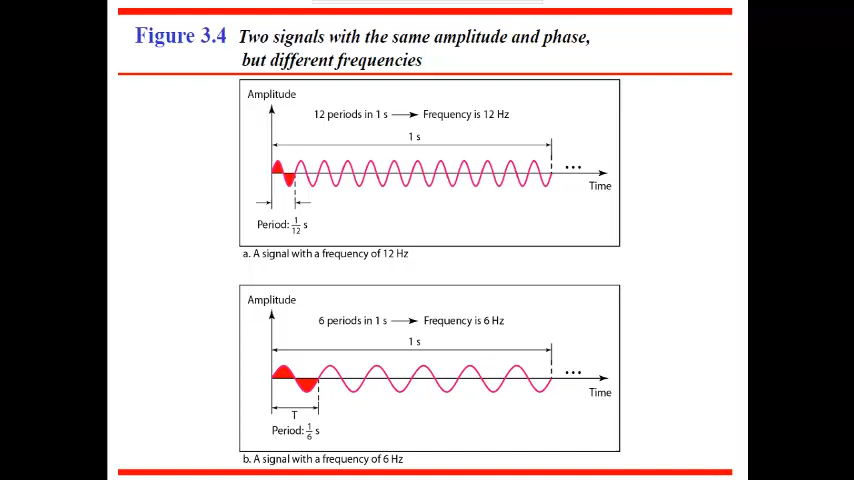 Figure 3.4 Two signals with the same amplitude and phase,
but different frequencies
Amplitude
12 periods in 1 s Frequency is 12 Hz
1 s
...
Time
Period: 1/12 s
a. A signal with a frequency of 12 Hz
Amplitude
6 periods in 1 s Frequency is 6 Hz
1 s
...
Time
T
Period: 1/6 s
b. A signal with a frequency of 6 Hz